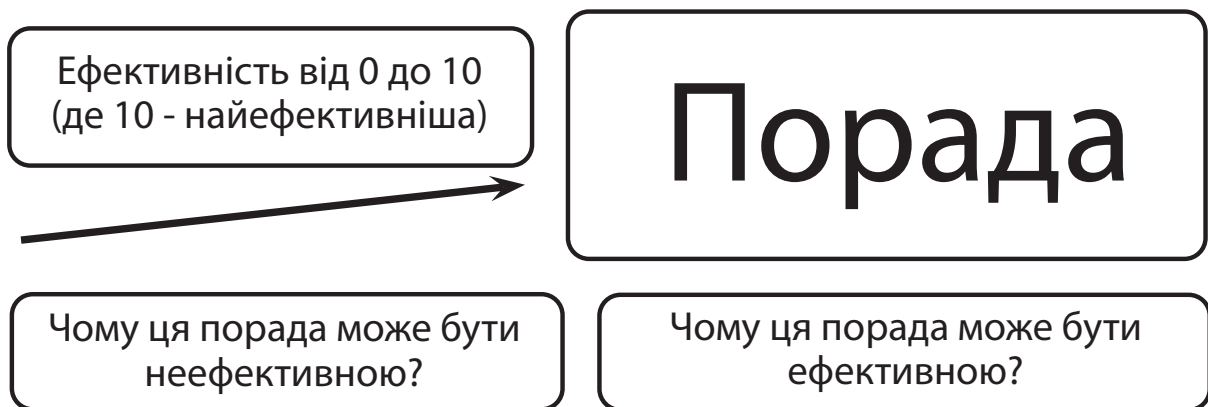 Ефективність від 0 до 10
(де 10 - найефективніша)
Порада
Чому ця порада може бути
неефективною?
Чому ця порада може бути
ефективною?